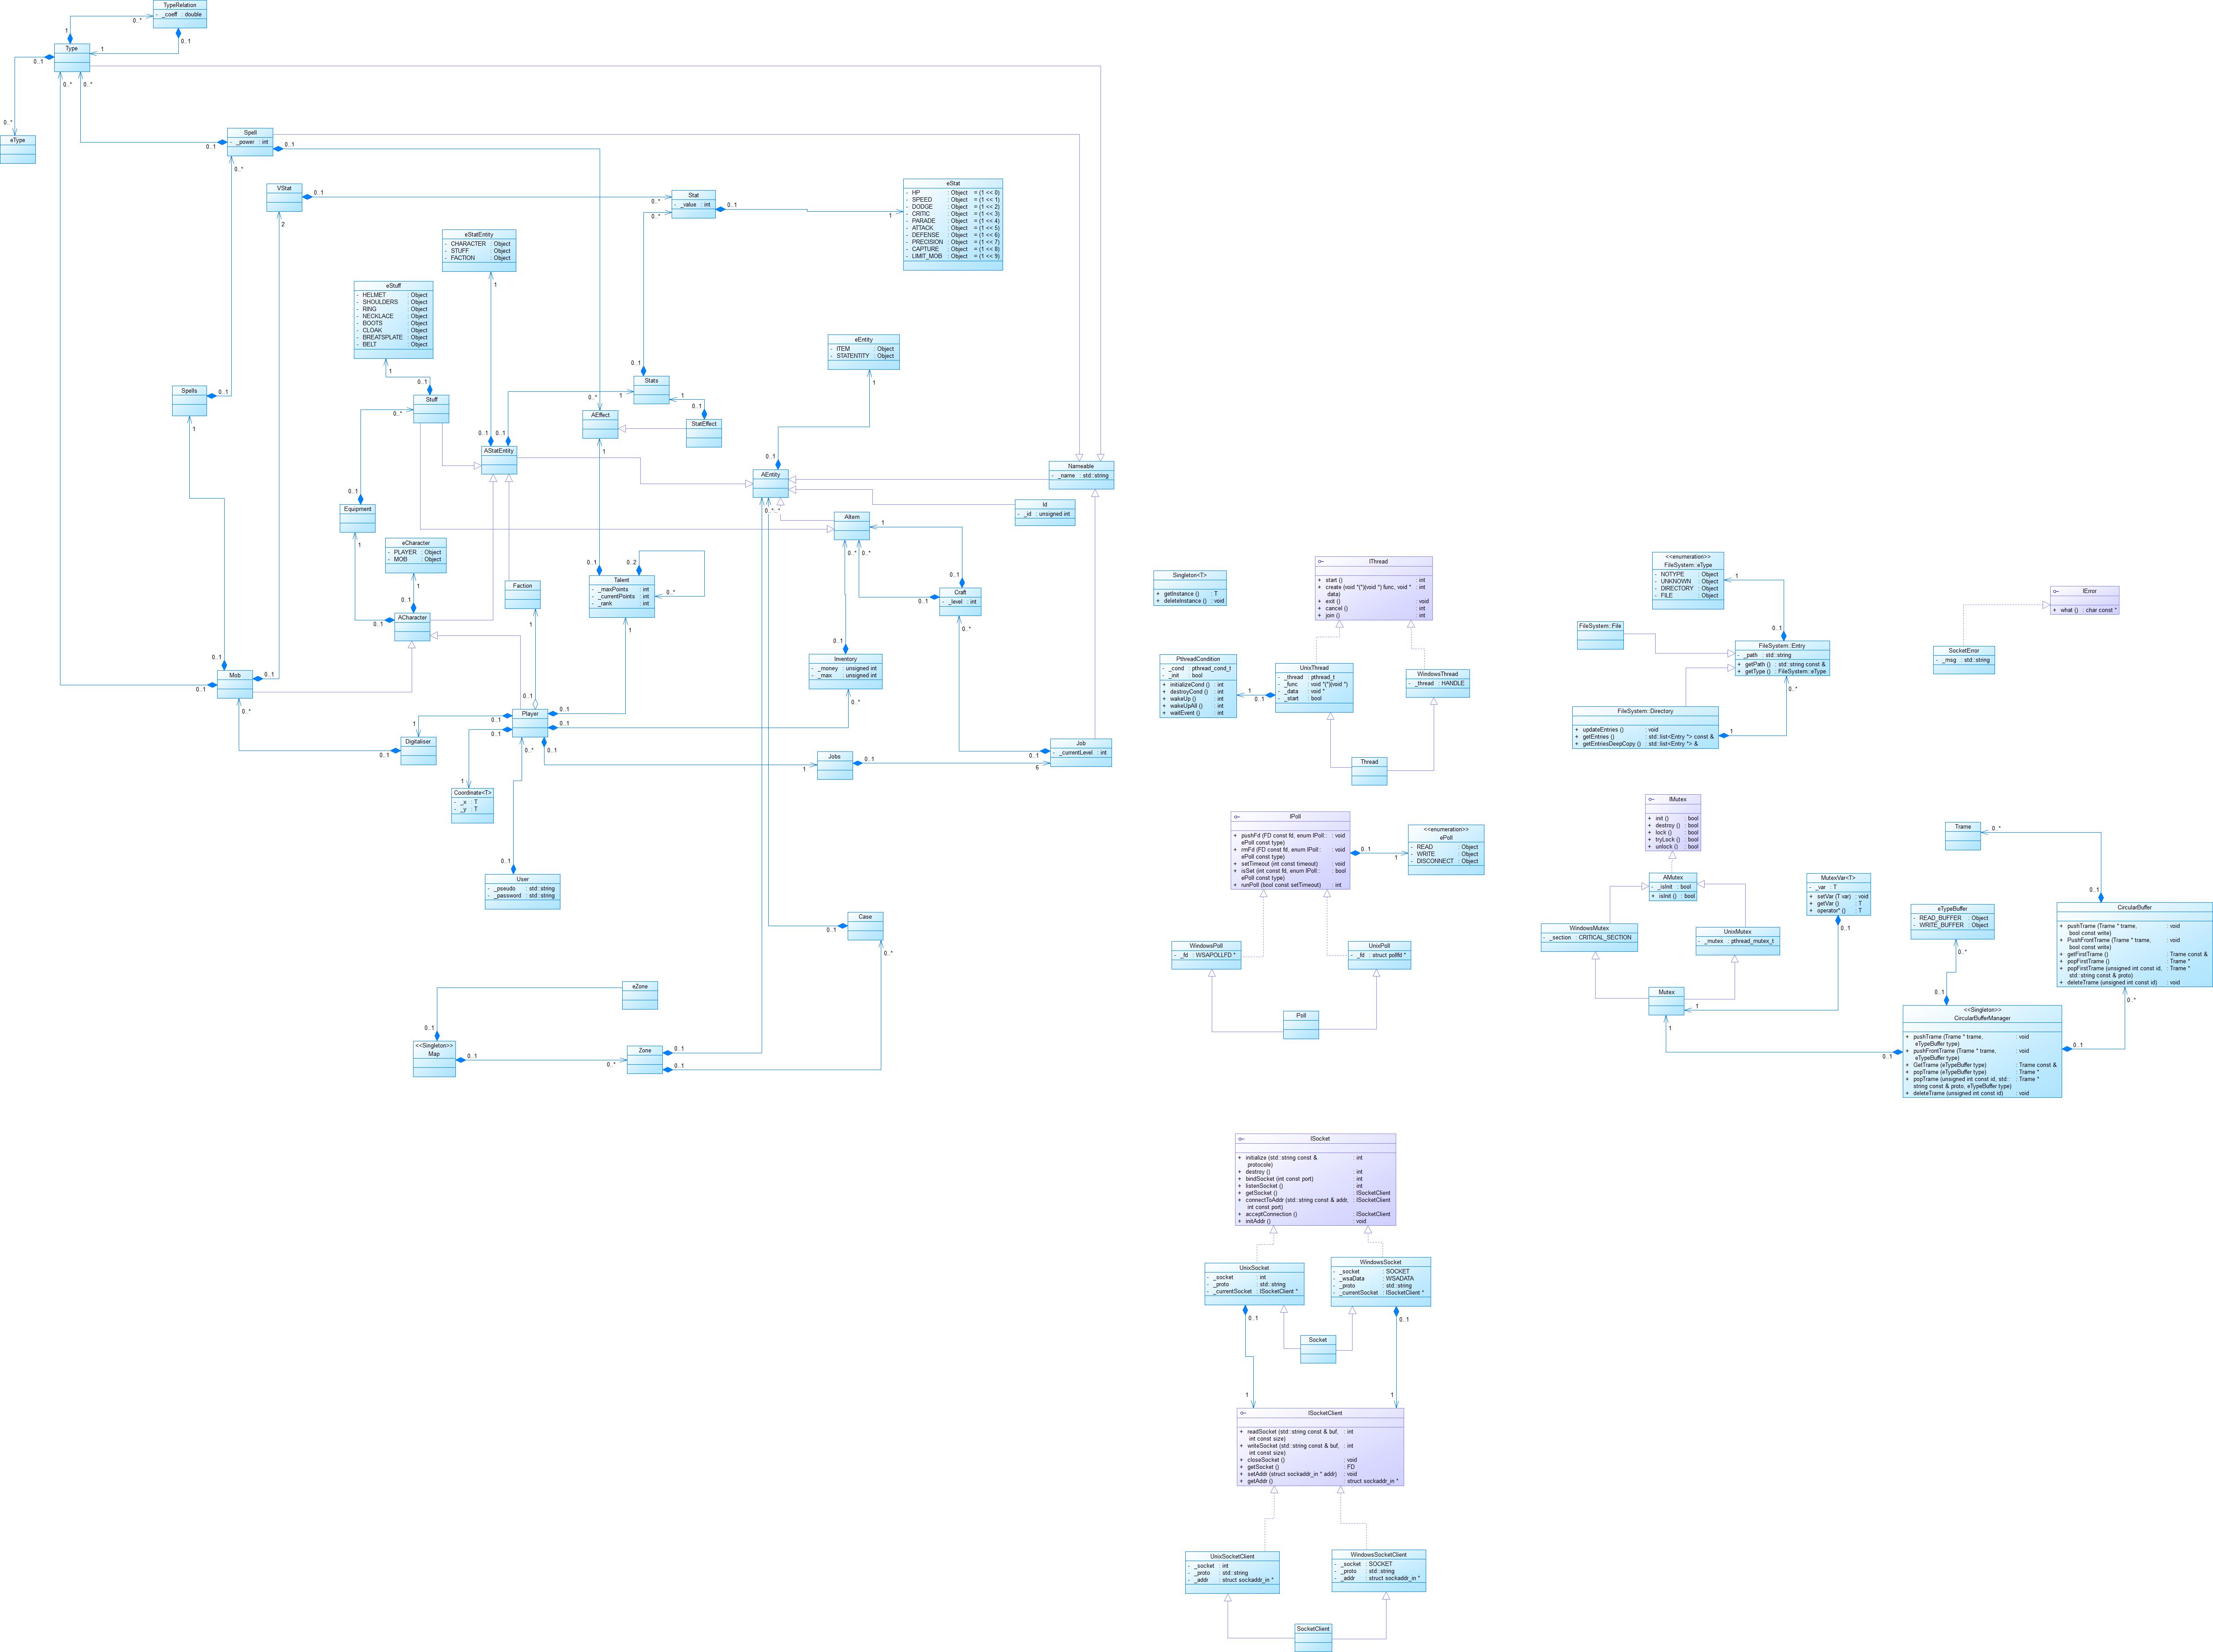 TypeRelation
- _coeff : double
1
0..*
0..1
1
Type
0..1
0..*
0..*
0..*
eType
Spell
- _power : int
0..1
0..1
0..*
VStat
0..1
2
Stat
- _value : int
0..*
0..*
0..1
1
eStat
- HP : Object = (1 << 0)
- SPEED : Object = (1 << 1)
- DODGE : Object = (1 << 2)
- CRITIC : Object = (1 << 3)
- PARADE : Object = (1 << 4)
- ATTACK : Object = (1 << 5)
- DEFENSE : Object = (1 << 6)
- PRECISION : Object = (1 << 7)
- CAPTURE : Object = (1 << 8)
- LIMIT_MOB : Object = (1 << 9)
eStatEntity
- CHARACTER : Object
- STUFF : Object
- FACTION : Object
1
eStuff
- HELMET : Object
- SHOULDERS : Object
- RING : Object
- NECKLACE : Object
- BOOTS : Object
- CLOAK : Object
- BREATSPLATE : Object
- BELT : Object
1
0..1
eEntity
- ITEM : Object
- STATENTITY : Object
1
Spells
0..1
1
Stuff
0..*
Stats
0..1
1
1
0..1
StatEffect
AEffect
0..*
1
AStatEntity
0..1
0..1
AEntity
0..1
0..*
..*
Nameable
- _name : std::string
Id
- _id : unsigned int
AItem
1
0..*
0..*
Equipment
0..1
1
eCharacter
- PLAYER : Object
- MOB : Object
1
ACharacter
0..1
0..1
Faction
1
0..1
Talent
- _maxPoints : int
- _currentPoints : int
- _rank : int
0..1
0..2
0..*
1
Craft
- _level : int
0..1
0..1
0..*
Inventory
- _money : unsigned int
- _max : unsigned int
0..1
0..*
Mob
0..1
0..1
0..1
0..*
Player
0..1
0..1
0..1
0..1
0..1
0..*
Digitaliser
1
0..1
Coordinate<T>
- _x : T
- _y : T
1
Jobs
1
0..1
Job
- _currentLevel : int
0..1
6
User
- _pseudo : std::string
- _password : std::string
0..1
Case
0..1
0..*
eZone
<<Singleton>>
Map
0..1
0..1
Zone
0..*
0..1
0..1
Singleton<T>
+ getInstance () : T
+ deleteInstance () : void
IThread
+ start () : int
+ create (void *(*)(void *) func, void * : int
data)
+ exit () : void
+ cancel () : int
+ join () : int
PthreadCondition
- _cond : pthread_cond_t
- _init : bool
+ initializeCond () : int
+ destroyCond () : int
+ wakeUp () : int
+ wakeUpAll () : int
+ waitEvent () : int
1
0..1
UnixThread
- _thread : pthread_t
- _func : void *(*)(void *)
- _data : void *
- _start : bool
WindowsThread
- _thread : HANDLE
Thread
<<enumeration>>
FileSystem::eType
- NOTYPE : Object
- UNKNOWN : Object
- DIRECTORY : Object
- FILE : Object
1
0..1
FileSystem::File
FileSystem::Entry
- _path : std::string
+ getPath () : std::string const &
+ getType () : FileSystem::eType
0..*
FileSystem::Directory
+ updateEntries () : void
+ getEntries () : std::list<Entry *> const &
+ getEntriesDeepCopy () : std::list<Entry *> &
1
IError
+ what () : char const *
SocketError
- _msg : std::string
IPoll
+ pushFd (FD const fd, enum IPoll:: : void
ePoll const type)
+ rmFd (FD const fd, enum IPoll:: : void
ePoll const type)
+ setTimeout (int const timeout) : void
+ isSet (int const fd, enum IPoll:: : bool
ePoll const type)
+ runPoll (bool const setTimeout) : int
0..1
1
<<enumeration>>
ePoll
- READ : Object
- WRITE : Object
- DISCONNECT : Object
WindowsPoll
- _fd : WSAPOLLFD *
UnixPoll
- _fd : struct pollfd *
Poll
IMutex
+ init () : bool
+ destroy () : bool
+ lock () : bool
+ tryLock () : bool
+ unlock () : bool
AMutex
- _isInit : bool
+ isInit () : bool
WindowsMutex
- _section : CRITICAL_SECTION
UnixMutex
- _mutex : pthread_mutex_t
Mutex
1
1
MutexVar<T>
- _var : T
+ setVar (T var) : void
+ getVar () : T
+ operator* () : T
0..1
Trame
0..*
0..1
eTypeBuffer
- READ_BUFFER : Object
- WRITE_BUFFER : Object
0..*
0..1
CircularBuffer
+ pushTrame (Trame * trame, : void
bool const write)
+ PushFrontTrame (Trame * trame, : void
bool const write)
+ getFirstTrame () : Trame const &
+ popFirstTrame () : Trame *
+ popFirstTrame (unsigned int const id, : Trame *
std::string const & proto)
+ deleteTrame (unsigned int const id) : void
0..*
<<Singleton>>
CircularBufferManager
+ pushTrame (Trame * trame, : void
eTypeBuffer type)
+ pushFrontTrame (Trame * trame, : void
eTypeBuffer type)
+ GetTrame (eTypeBuffer type) : Trame const &
+ popTrame (eTypeBuffer type) : Trame *
+ popTrame (unsigned int const id, std:: : Trame *
string const & proto, eTypeBuffer type)
+ deleteTrame (unsigned int const id) : void
0..1
0..1
ISocket
+ initialize (std::string const & : int
protocole)
+ destroy () : int
+ bindSocket (int const port) : int
+ listenSocket () : int
+ getSocket () : ISocketClient
+ connectToAddr (std::string const & addr, : ISocketClient
int const port)
+ acceptConnection () : ISocketClient
+ initAddr () : void
UnixSocket
- _socket : int
- _proto : std::string
- _currentSocket : ISocketClient *
0..1
WindowsSocket
- _socket : SOCKET
- _wsaData : WSADATA
- _proto : std::string
- _currentSocket : ISocketClient *
0..1
Socket
1
1
ISocketClient
+ readSocket (std::string const & buf, : int
int const size)
+ writeSocket (std::string const & buf, : int
int const size)
+ closeSocket () : void
+ getSocket () : FD
+ setAddr (struct sockaddr_in * addr) : void
+ getAddr () : struct sockaddr_in *
UnixSocketClient
- _socket : int
- _proto : std::string
- _addr : struct sockaddr_in *
WindowsSocketClient
- _socket : SOCKET
- _proto : std::string
- _addr : struct sockaddr_in *
SocketClient